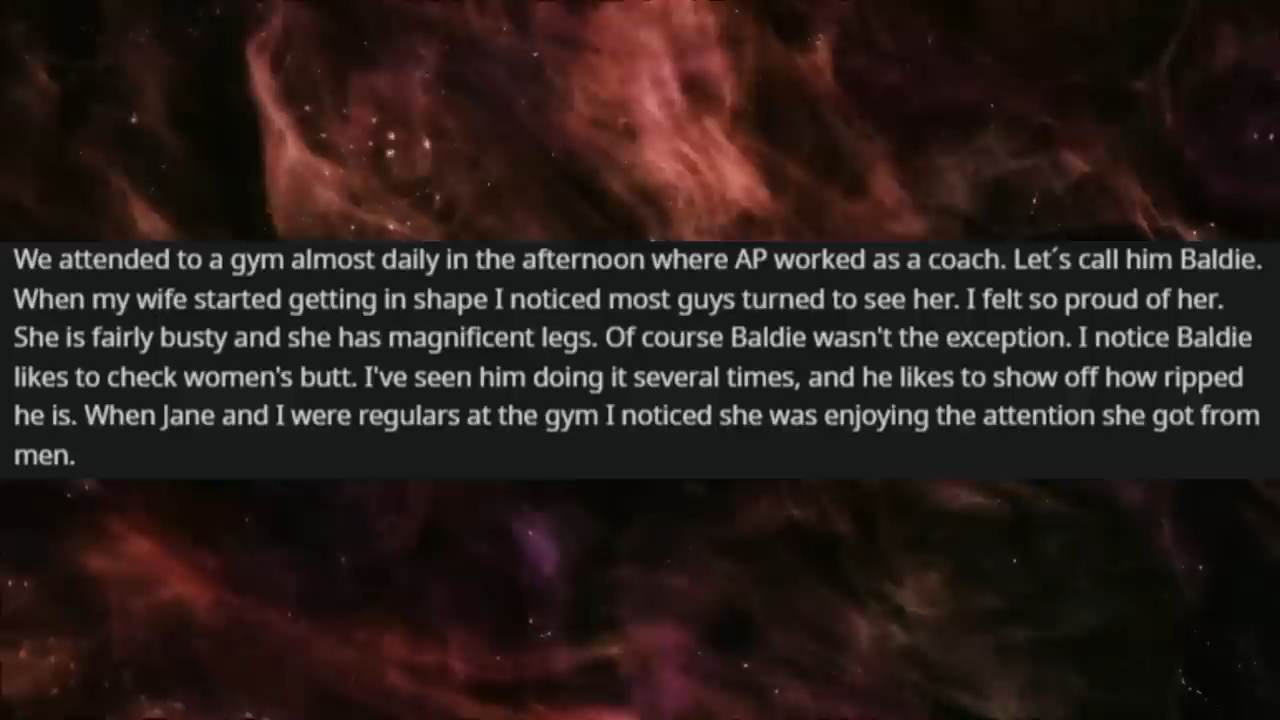 We attended to a gym almost daily in the afternoon where AP worked as a coach. Let´s call him Baldie.
When my wife started getting in shape I noticed most guys turned to see her. I felt so proud of her.
She is fairly busty and she has magnificent legs. Of course Baldie wasn't the exception. I notice Baldie
likes to check women's butt. I've seen him doing it several times, and he likes to show off how ripped
he is. When Jane and I were regulars at the gym I noticed she was enjoying the attention she got from
men.